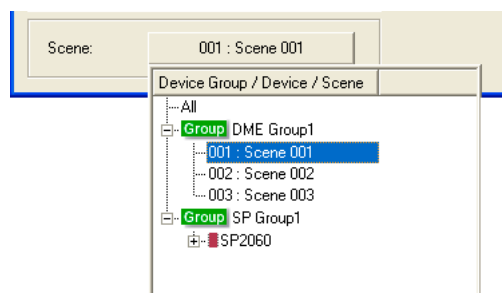 Scene: 001 : Scene 001
Device Group / Device / Scene
All
Group DME Group1
001 : Scene 001
002 : Scene 002
003 : Scene 003
Group SP Group1
SP2060